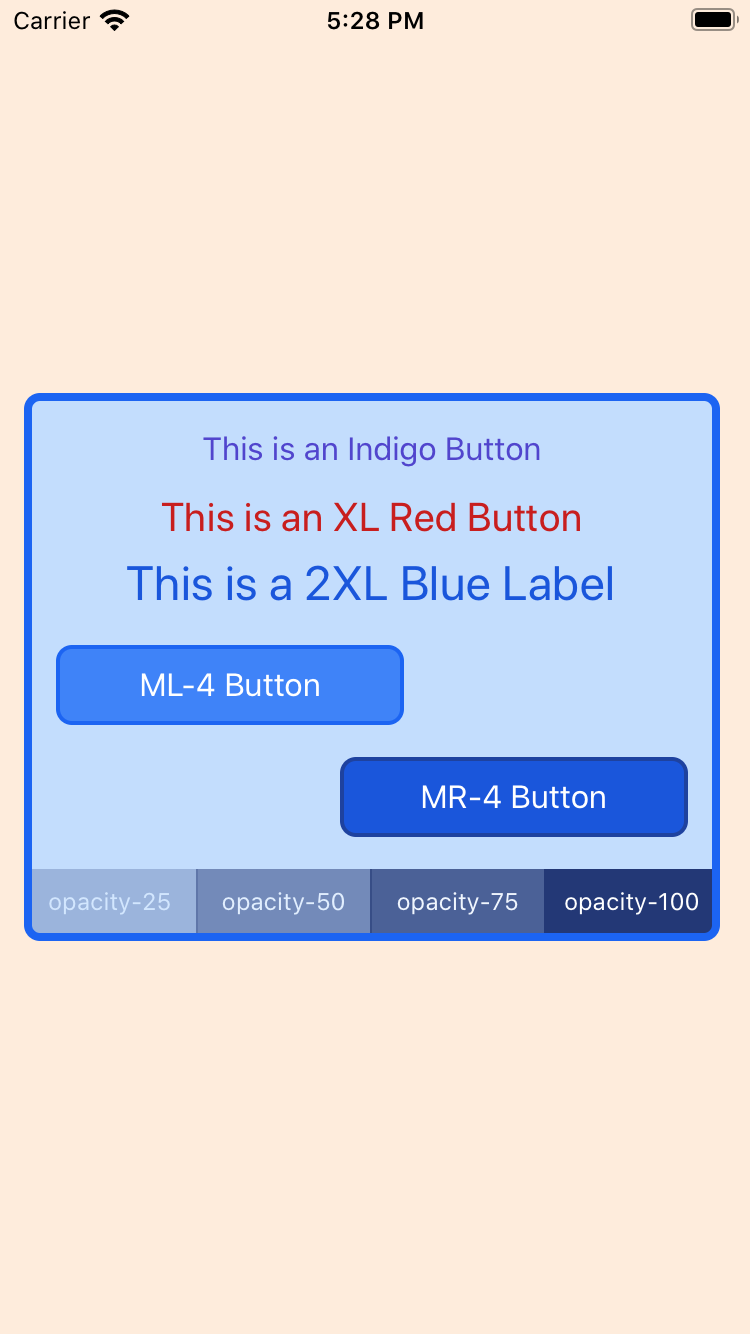 Carrier 5:28 PM
This is an Indigo Button
This is an XL Red Button
This is a 2XL Blue Label
ML-4 Button
MR-4 Button
opacity-25 opacity-50 opacity-75 opacity-100